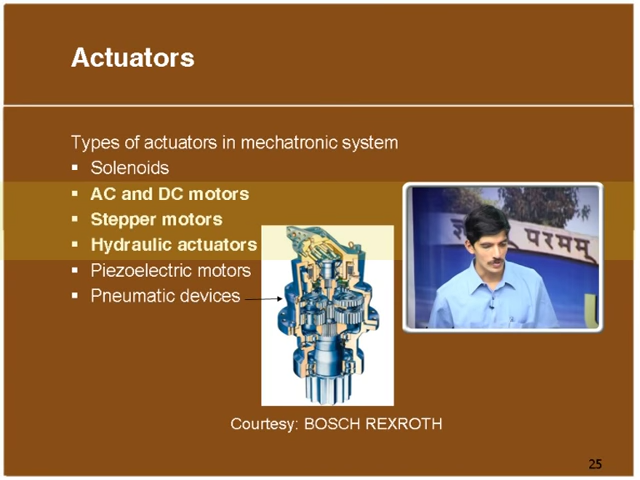 Actuators
Types of actuators in mechatronic system
▪ Solenoids
▪ AC and DC motors
▪ Stepper motors
▪ Hydraulic actuators
▪ Piezoelectric motors
▪ Pneumatic devices
परमम्
Courtesy: BOSCH REXROTH
25